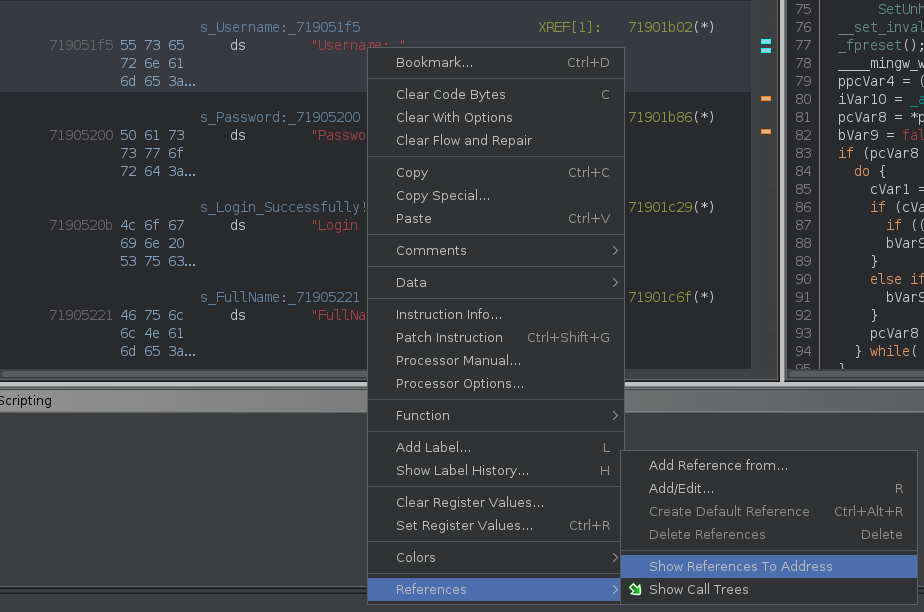 s_Username:_719051f5 XREF[1]: 71901b02(*)
719051f5 55 73 65 ds "Username: "
72 6e 61
6d 65 3a...
s_Password:_71905200 71901b86(*)
71905200 50 61 73 ds "Passwo
73 77 6f
72 64 3a...
s_Login_Successfully! 71901c29(*)
7190520b 4c 6f 67 ds "Login
69 6e 20
53 75 63...
s_FullName:_71905221 71901c6f(*)
71905221 46 75 6c ds "FullNa
6c 4e 61
6d 65 3a...
Bookmark... Ctrl+D
Clear Code Bytes C
Clear With Options
Clear Flow and Repair
Copy Ctrl+C
Copy Special...
Paste Ctrl+V
Comments
Data
Instruction Info...
Patch Instruction Ctrl+Shift+G
Processor Manual...
Processor Options...
Function
Add Label... L
Show Label History... H
Clear Register Values...
Set Register Values... Ctrl+R
Colors
References
Add Reference from...
Add/Edit... R
Create Default Reference Ctrl+Alt+R
Delete References Delete
Show References To Address
Show Call Trees
75 SetUnh
76 __set_inval
77 _fpreset();
78 ____mingw_w
79 ppcVar4 = (
80 iVar10 = _a
81 pcVar8 = *p
82 bVar9 = fal
83 if (pcVar8
84 do {
85 cVar1 =
86 if (cVa
87 if ((
88 bVar9
89 }
90 else if
91 bVar9
92 }
93 pcVar8
94 } while(
95 }
Scripting